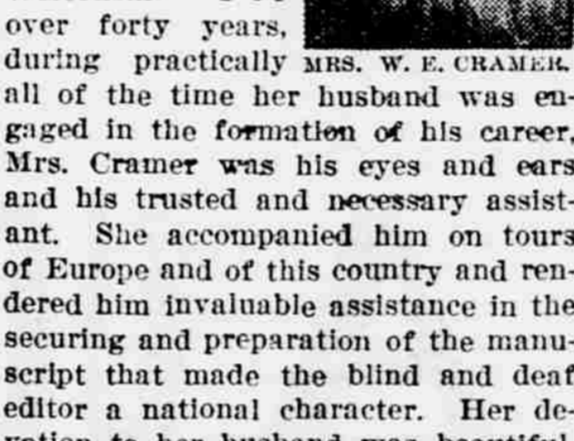 over forty years,
during practically
MRS. W. E. CRAMER.
all of the time her husband was en-
gaged in the formation of his career,
Mrs. Cramer was his eyes and ears
and his trusted and necessary assist-
ant. She accompanied him on tours
of Europe and of this country and ren-
dered him invaluable assistance in the
securing and preparation of the manu-
script that made the blind and deaf
editor a national character. Her de-